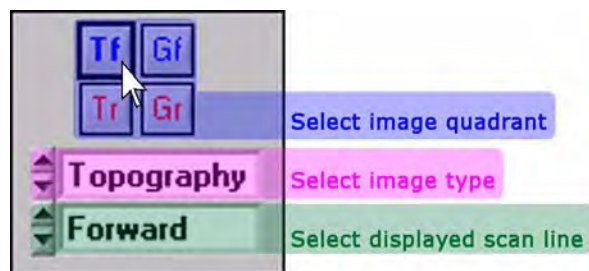 Tf Gf
Tr Gr
Select image quadrant
Topography Select image type
Forward Select displayed scan line